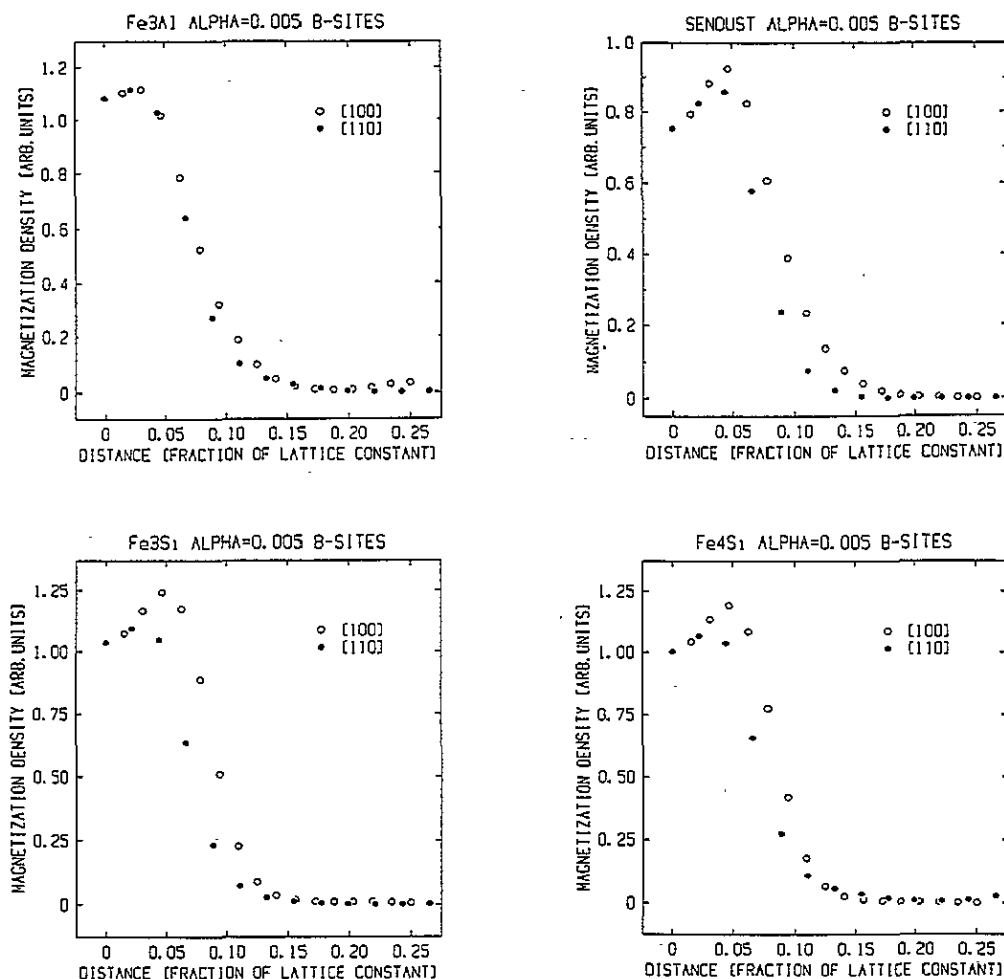 Fe3Al ALPHA=0.005 B-SITES
MAGNETIZATION DENSITY [ARB.UNITS]
1.2
1.0
0.8
0.6
0.4
0.2
0
[100]
[110]
0 0.05 0.10 0.15 0.20 0.25
DISTANCE [FRACTION OF LATTICE CONSTANT]
SENDUST ALPHA=0.005 B-SITES
MAGNETIZATION DENSITY [ARB.UNITS]
1.0
0.8
0.6
0.4
0.2
0
[100]
[110]
0 0.05 0.10 0.15 0.20 0.25
DISTANCE [FRACTION OF LATTICE CONSTANT]
Fe3Si ALPHA=0.005 B-SITES
MAGNETIZATION DENSITY [ARB.UNITS]
1.25
1.00
0.75
0.50
0.25
0
[100]
[110]
0 0.05 0.10 0.15 0.20 0.25
DISTANCE [FRACTION OF LATTICE CONSTANT]
Fe4Si ALPHA=0.005 B-SITES
MAGNETIZATION DENSITY [ARB.UNITS]
1.25
1.00
0.75
0.50
0.25
0
[100]
[110]
0 0.05 0.10 0.15 0.20 0.25
DISTANCE [FRACTION OF LATTICE CONSTANT]